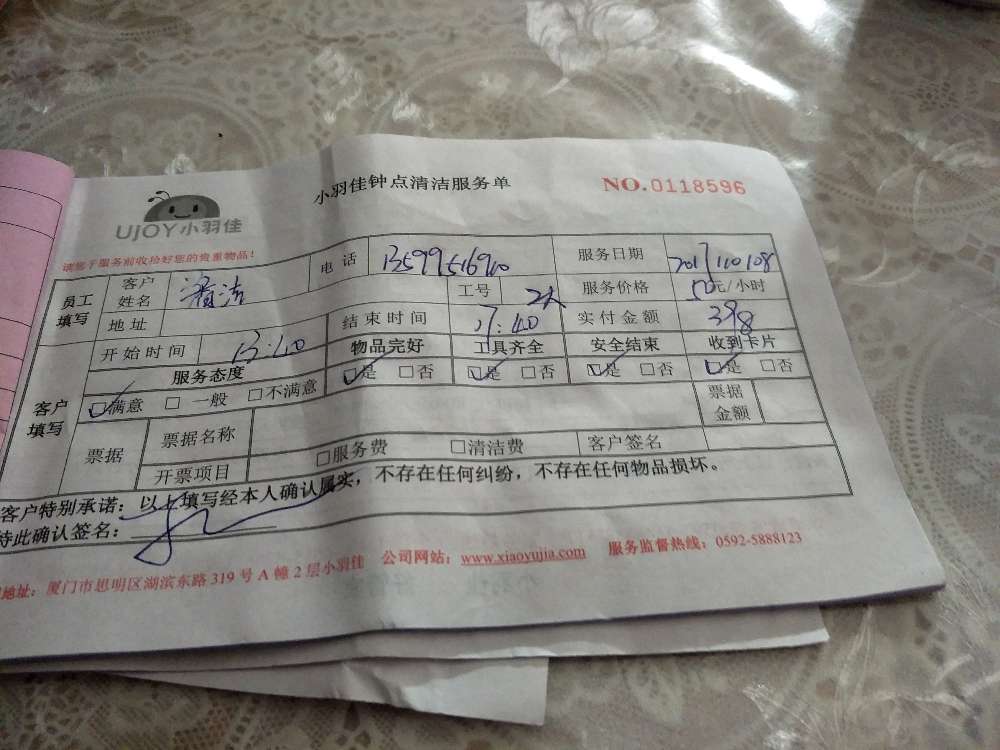 UJOY小羽佳
小羽佳钟点清洁服务单
NO.0118596
请您于服务前收拾好您的贵重物品!
员工填写 客户姓名 清洁 电话 13599516910 服务日期
地址 工号 2人 服务价格 50元/小时
客户填写 开始时间 13:40 结束时间 17:40 实付金额 398
服务态度 物品完好 工具齐全 安全结束 收到卡片
满意 □ 一般 □不满意 是 □否 是 □否 是 □否 是 □否
票据 票据名称 票据金额
开票项目 □服务费 □清洁费 客户签名
客户特别承诺:以上填写经本人确认属实,不存在任何纠纷,不存在任何物品损坏。
特此确认签名:
地址:厦门市思明区湖滨东路319号A幢2层小羽佳 公司网站:www.xiaoyujia.com 服务监督热线:0592-5888123